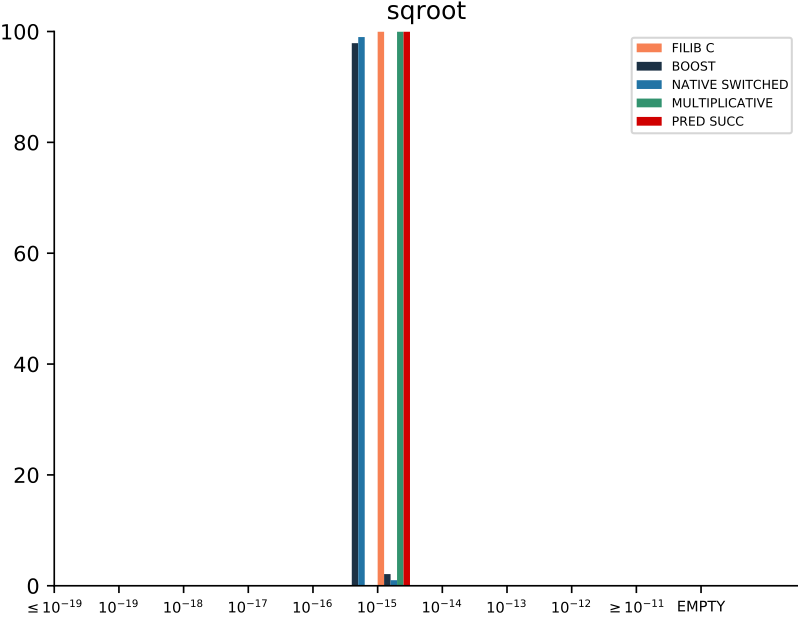 sqroot
100
80
60
40
20
0
FILIB C
BOOST
NATIVE SWITCHED
MULTIPLICATIVE
PRED SUCC
≤ 10⁻¹⁹ 10⁻¹⁹ 10⁻¹⁸ 10⁻¹⁷ 10⁻¹⁶ 10⁻¹⁵ 10⁻¹⁴ 10⁻¹³ 10⁻¹² ≥ 10⁻¹¹ EMPTY